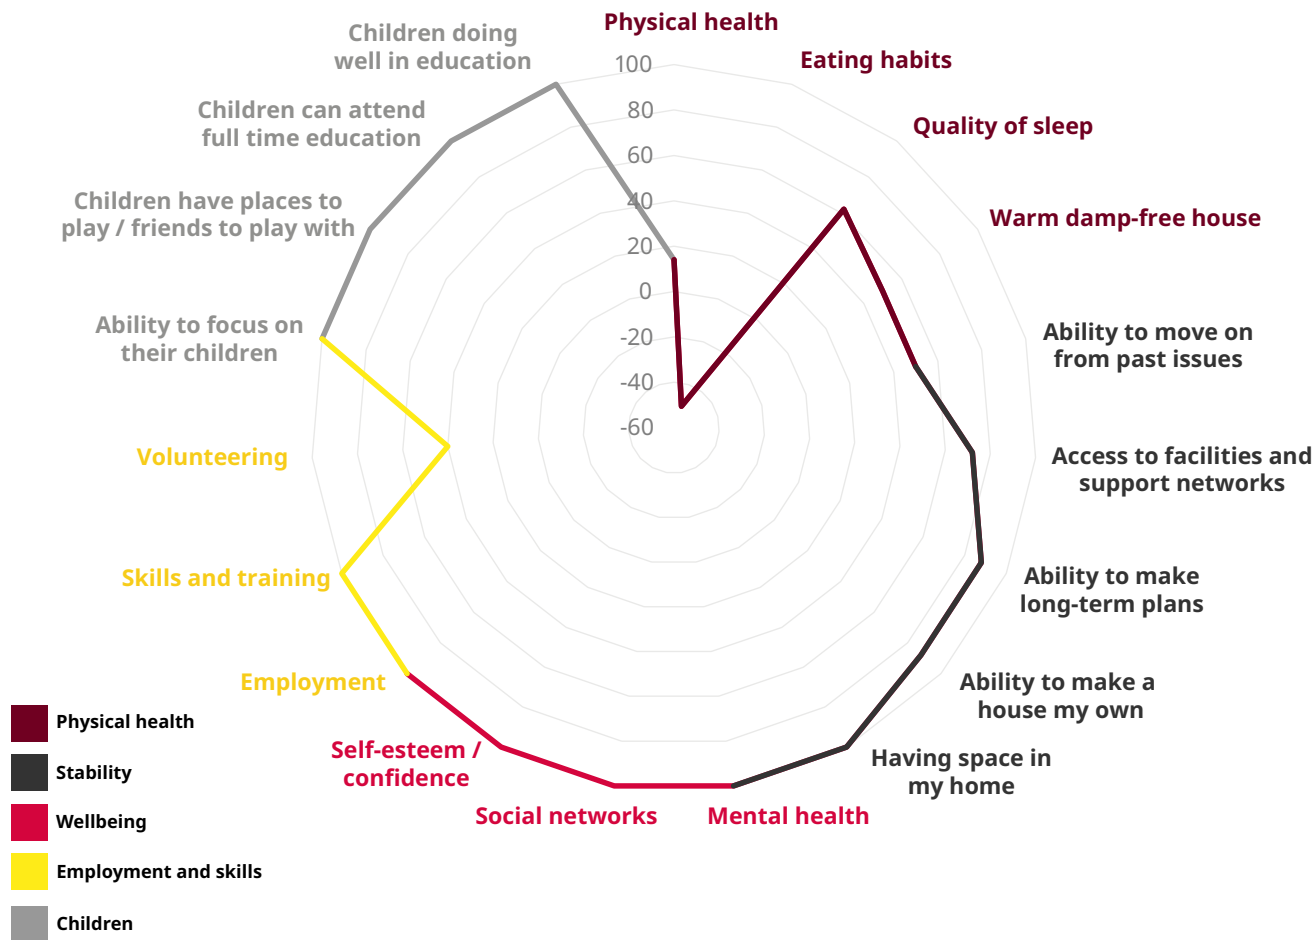 Physical health
Eating habits
Quality of sleep
Warm damp-free house
Ability to move on
from past issues
Access to facilities and
support networks
Ability to make
long-term plans
Ability to make a
house my own
Having space in
my home
Mental health
Social networks
Self-esteem /
confidence
Employment
Skills and training
Volunteering
Ability to focus on
their children
Children have places to
play / friends to play with
Children can attend
full time education
Children doing
well in education
100
80
60
40
20
0
-20
-40
-60
Physical health
Stability
Wellbeing
Employment and skills
Children